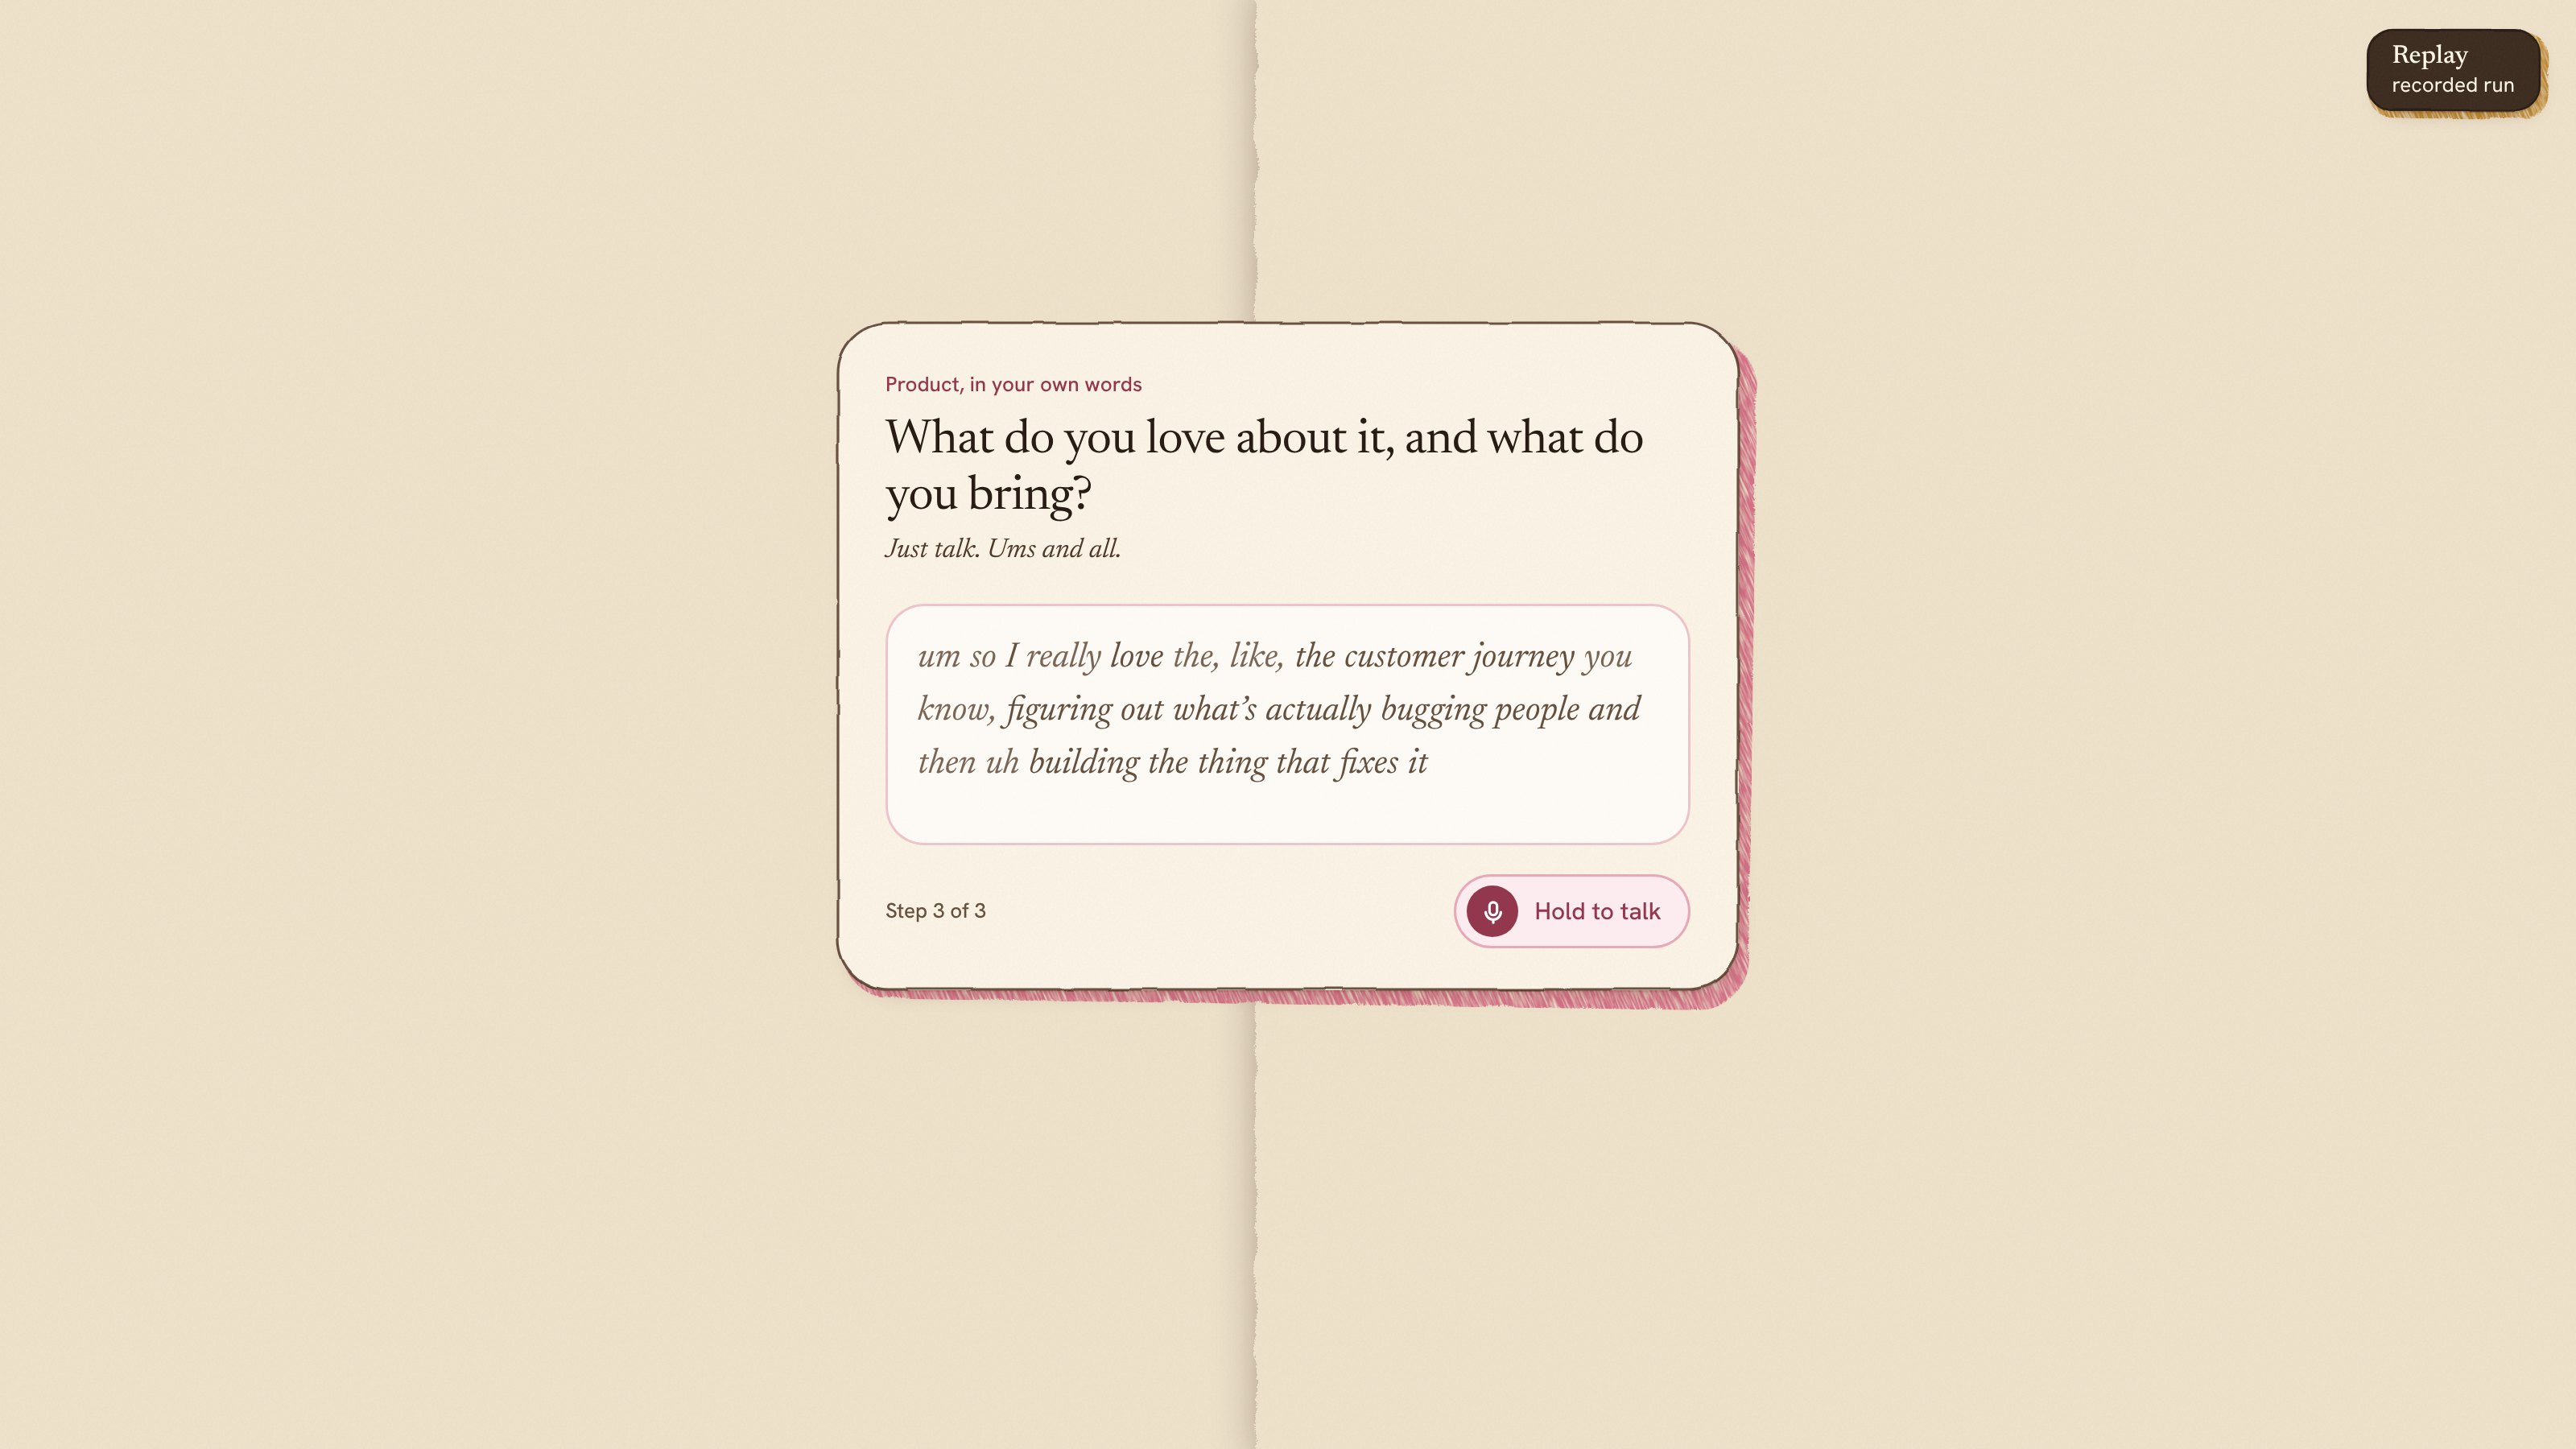 Replay
recorded run
Product, in your own words
What do you love about it, and what do
you bring?
Just talk. Ums and all.
um so I really love the, like, the customer journey you
know, figuring out what’s actually bugging people and
then uh building the thing that fixes it
Step 3 of 3
Hold to talk